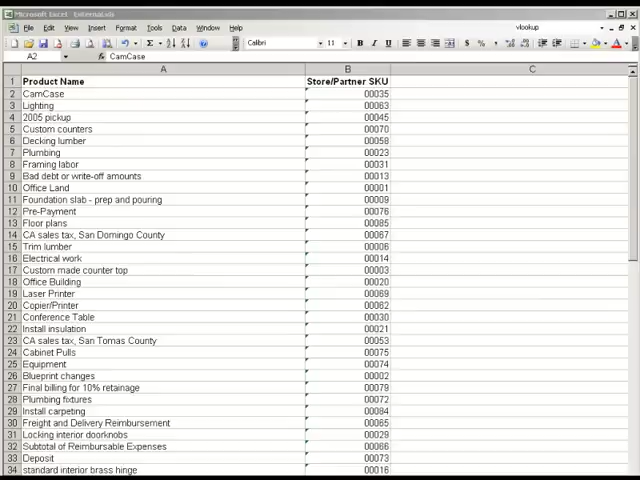 Microsoft Excel - External.xls
File Edit View Insert Format Tools Data Window Help vlookup
Calibri 11 B I U $ % ,
A2 fx CamCase
A B C
1 Product Name Store/Partner SKU
2 CamCase 00035
3 Lighting 00063
4 2005 pickup 00045
5 Custom counters 00070
6 Decking lumber 00058
7 Plumbing 00023
8 Framing labor 00031
9 Bad debt or write-off amounts 00013
10 Office Land 00001
11 Foundation slab - prep and pouring 00009
12 Pre-Payment 00076
13 Floor plans 00085
14 CA sales tax, San Domingo County 00067
15 Trim lumber 00006
16 Electrical work 00014
17 Custom made counter top 00003
18 Office Building 00020
19 Laser Printer 00069
20 Copier/Printer 00062
21 Conference Table 00030
22 Install insulation 00021
23 CA sales tax, San Tomas County 00053
24 Cabinet Pulls 00075
25 Equipment 00074
26 Blueprint changes 00002
27 Final billing for 10% retainage 00079
28 Plumbing fixtures 00072
29 Install carpeting 00084
30 Freight and Delivery Reimbursement 00065
31 Locking interior doorknobs 00029
32 Subtotal of Reimbursable Expenses 00066
33 Deposit 00073
34 standard interior brass hinge 00016